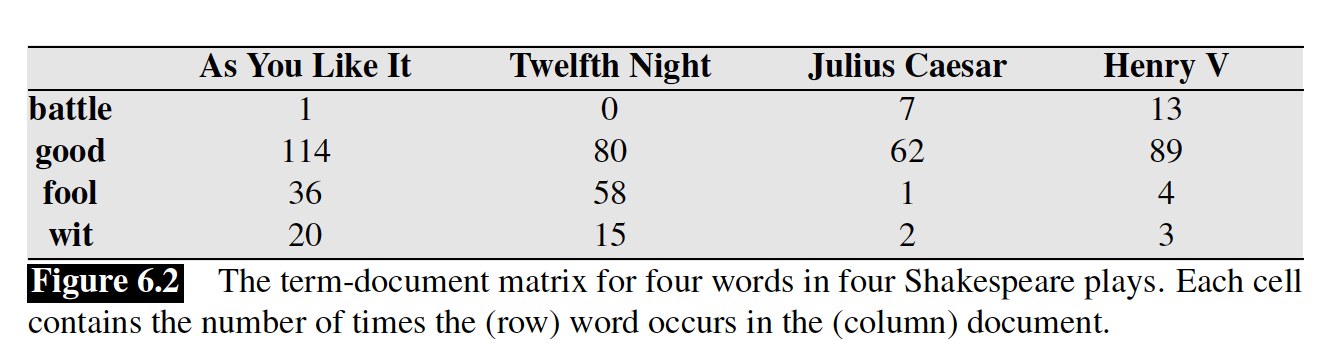 As You Like It Twelfth Night Julius Caesar Henry V
battle 1 0 7 13
good 114 80 62 89
fool 36 58 1 4
wit 20 15 2 3
Figure 6.2 The term-document matrix for four words in four Shakespeare plays. Each cell
contains the number of times the (row) word occurs in the (column) document.